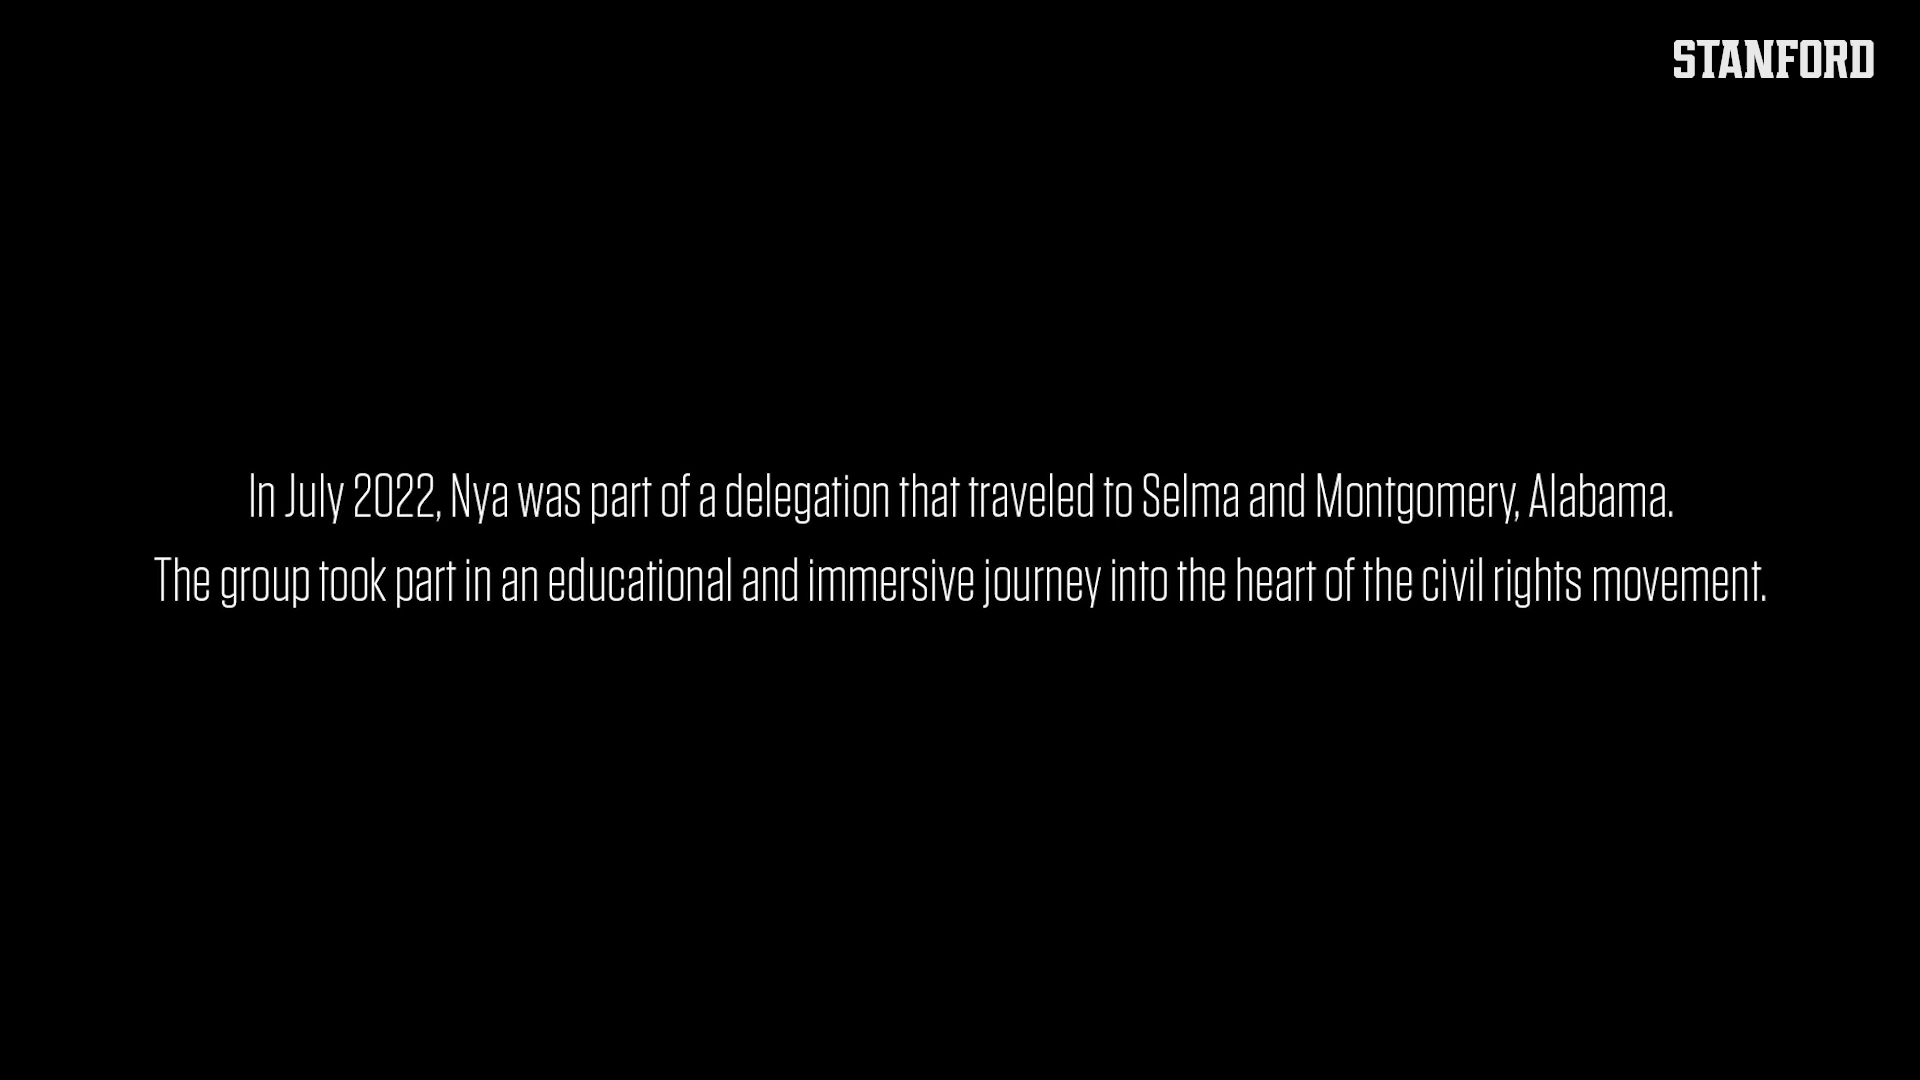 STANFORD
In July 2022, Nya was part of a delegation that traveled to Selma and Montgomery, Alabama.
The group took part in an educational and immersive journey into the heart of the civil rights movement.